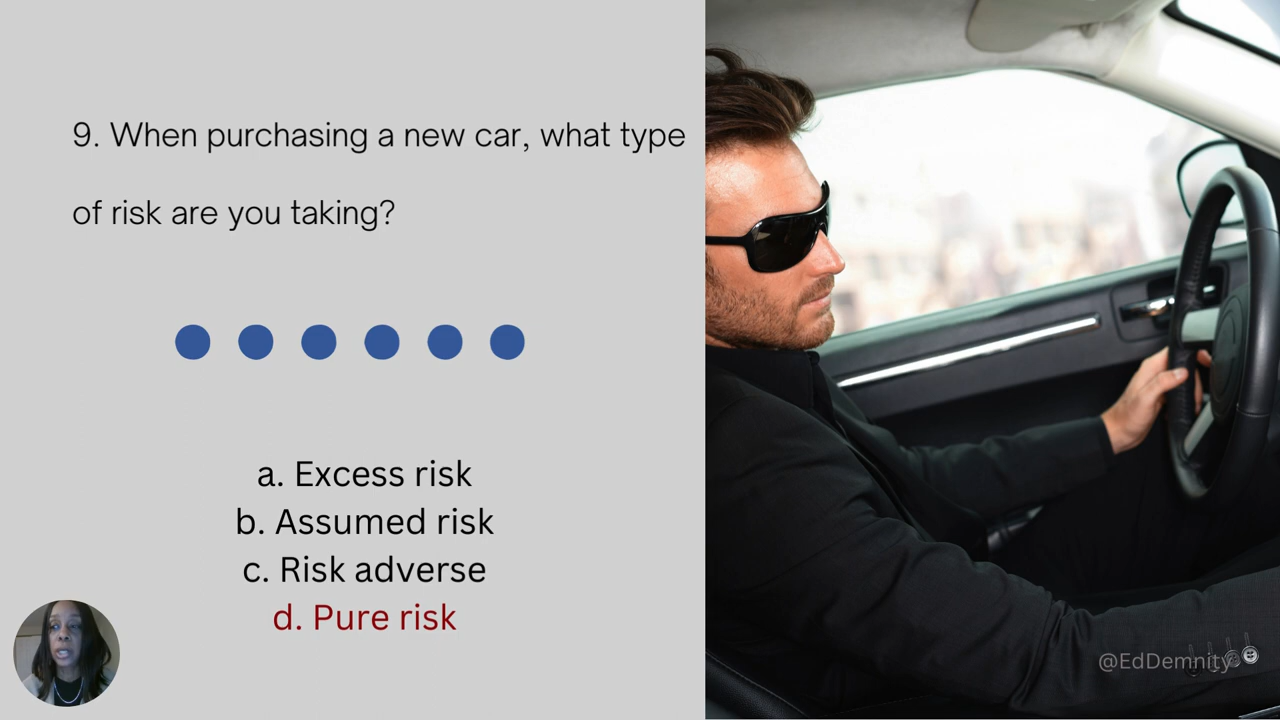 9. When purchasing a new car, what type
of risk are you taking?
a. Excess risk
b. Assumed risk
c. Risk adverse
d. Pure risk
@EdDemnity